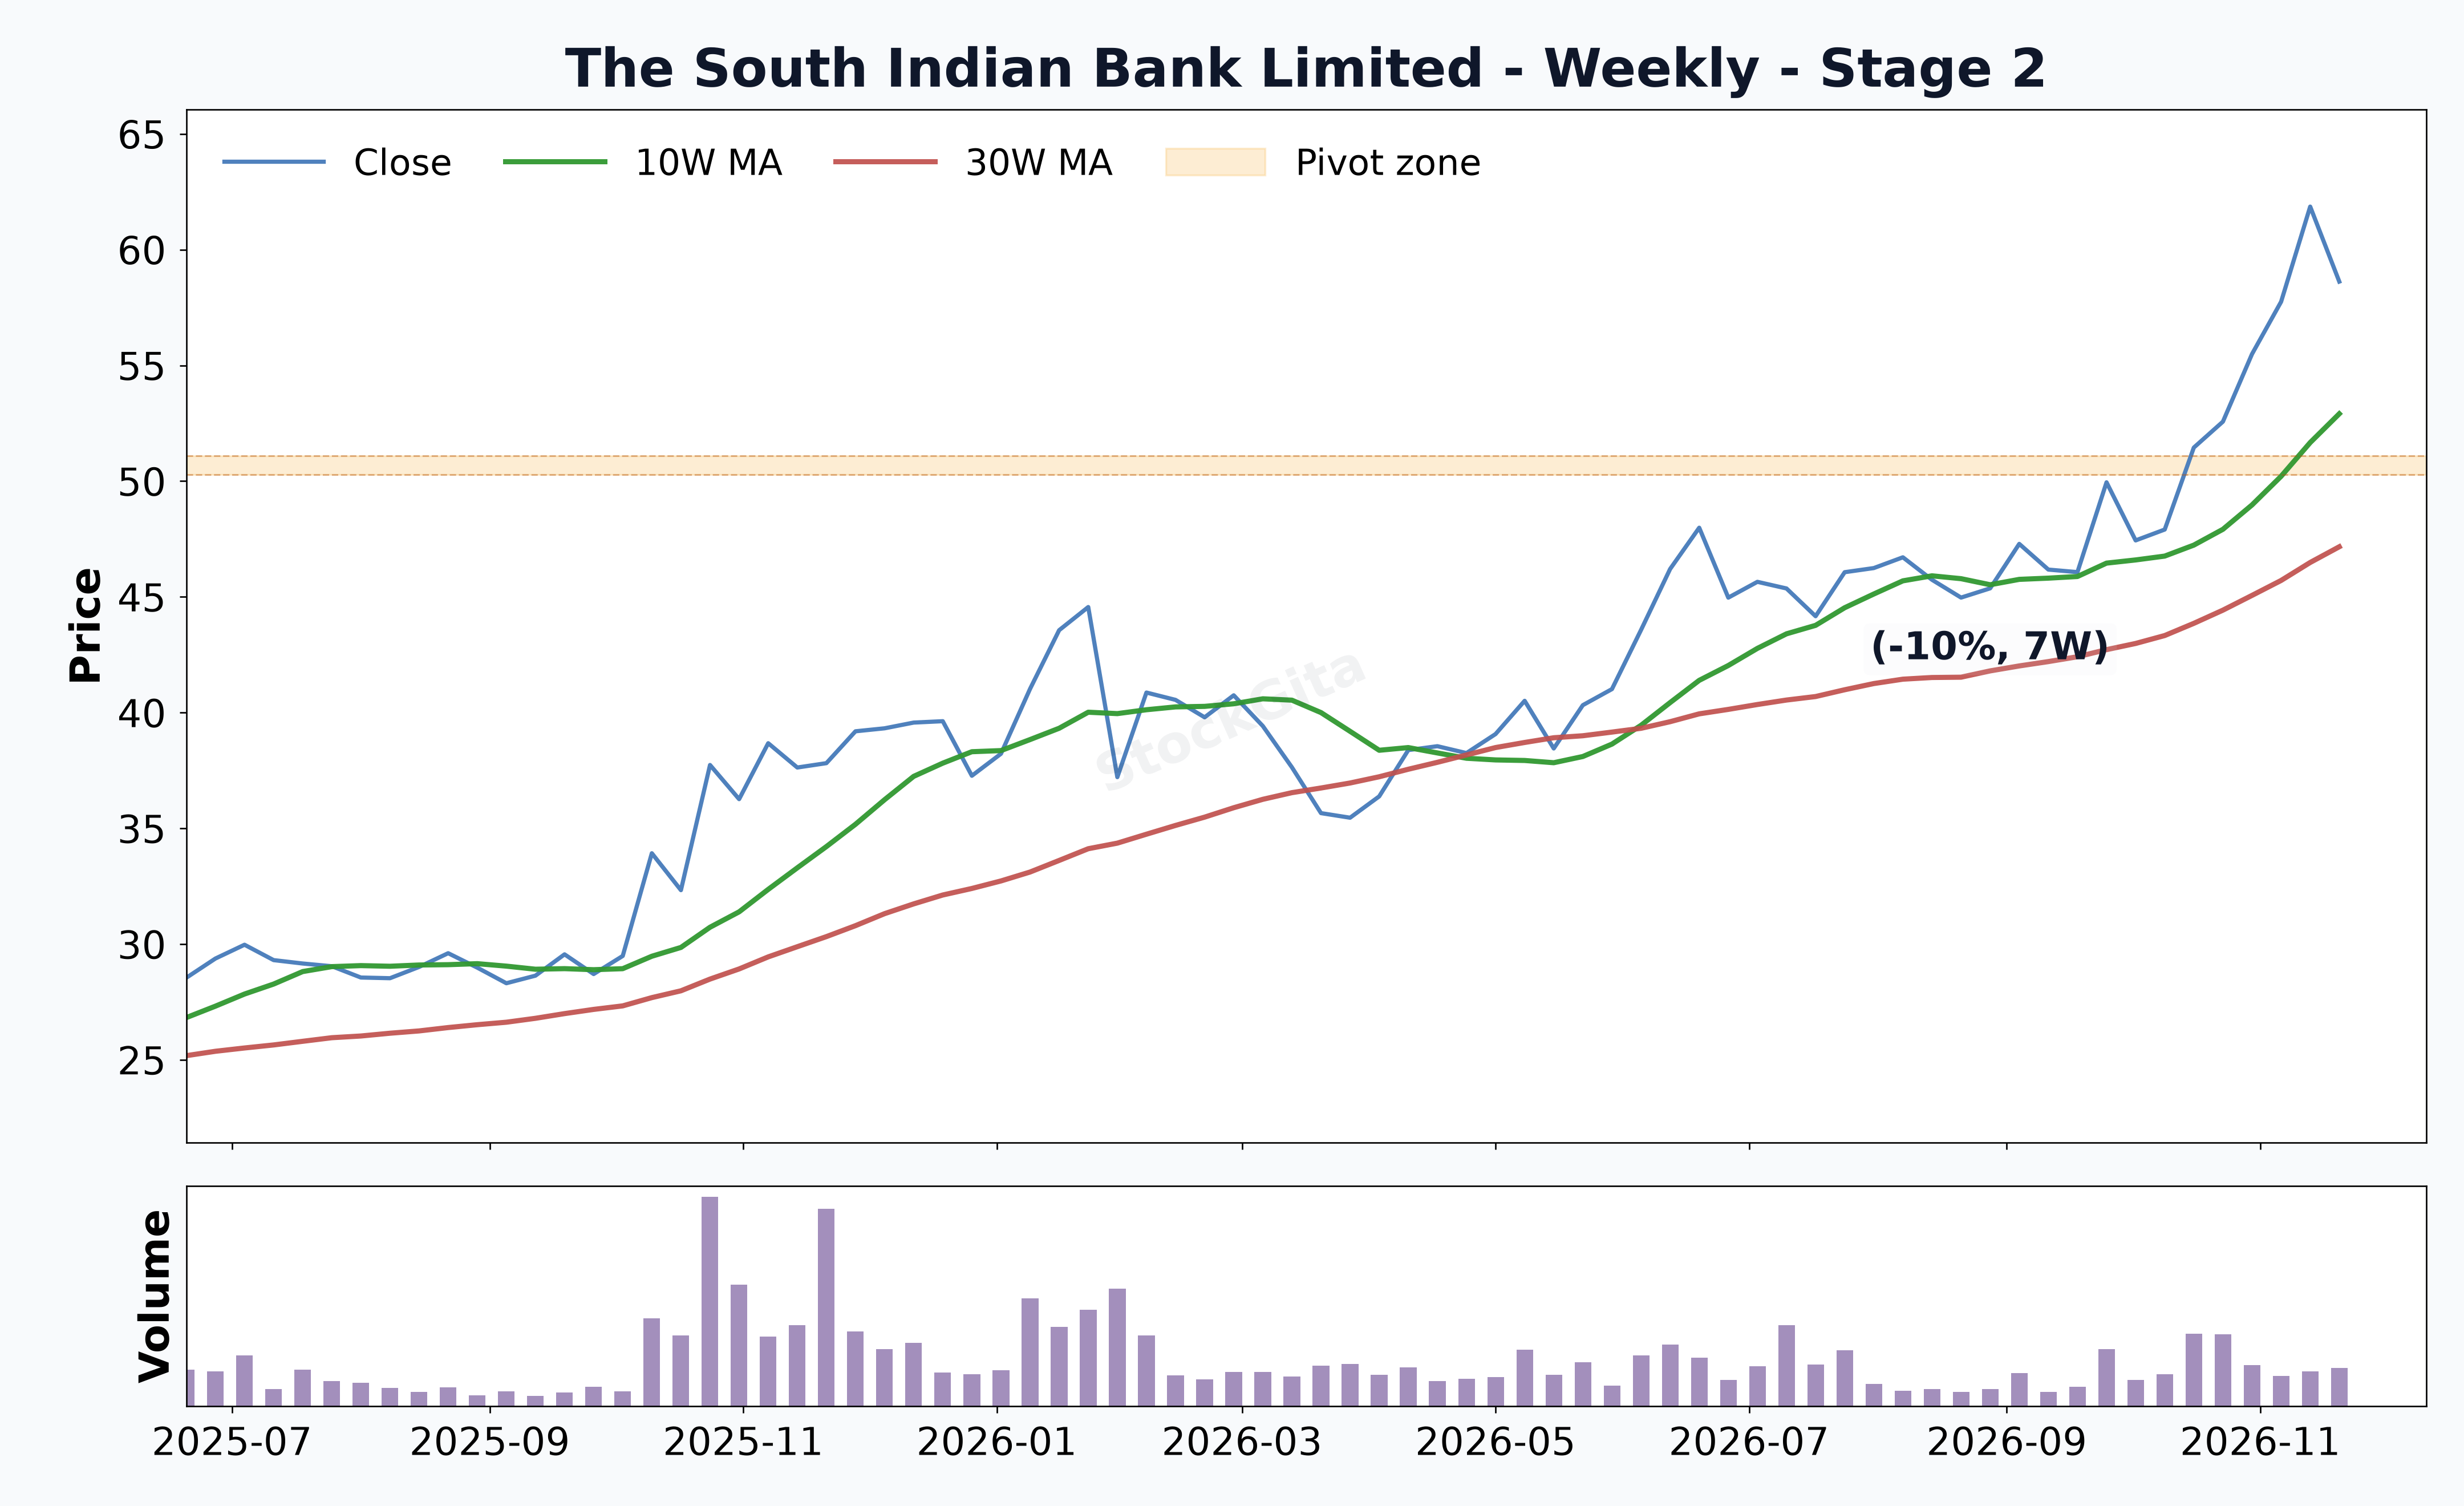 The South Indian Bank Limited - Weekly - Stage 2
Close 10W MA 30W MA Pivot zone
Price
65
60
55
50
45
40
35
30
25
(-10%, 7W)
StockGita
Volume
2025-07 2025-09 2025-11 2026-01 2026-03 2026-05 2026-07 2026-09 2026-11